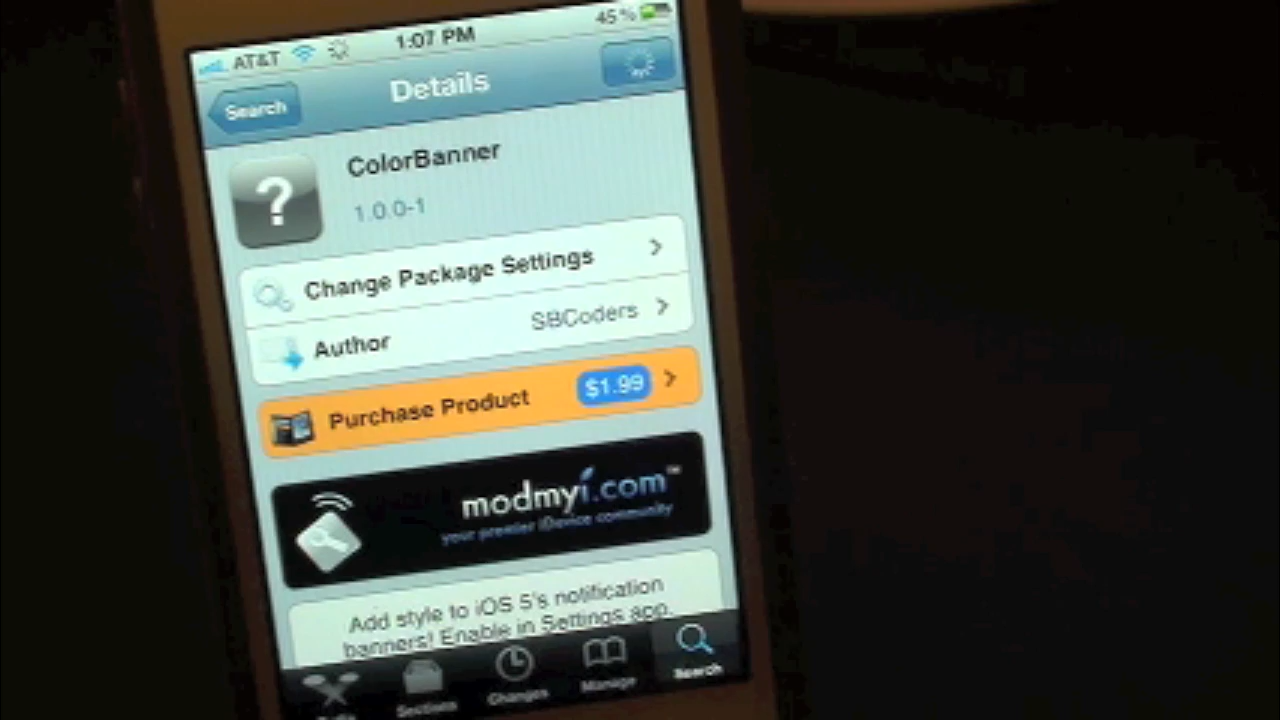 AT&T 1:07 PM 45%
Search Details
?
ColorBanner
1.0.0-1
Change Package Settings
Author SBCoders
Purchase Product $1.99
modmyi.com™
your premier iDevice community
Add style to iOS 5's notification
banners! Enable in Settings app.
Sections Changes Manage Search